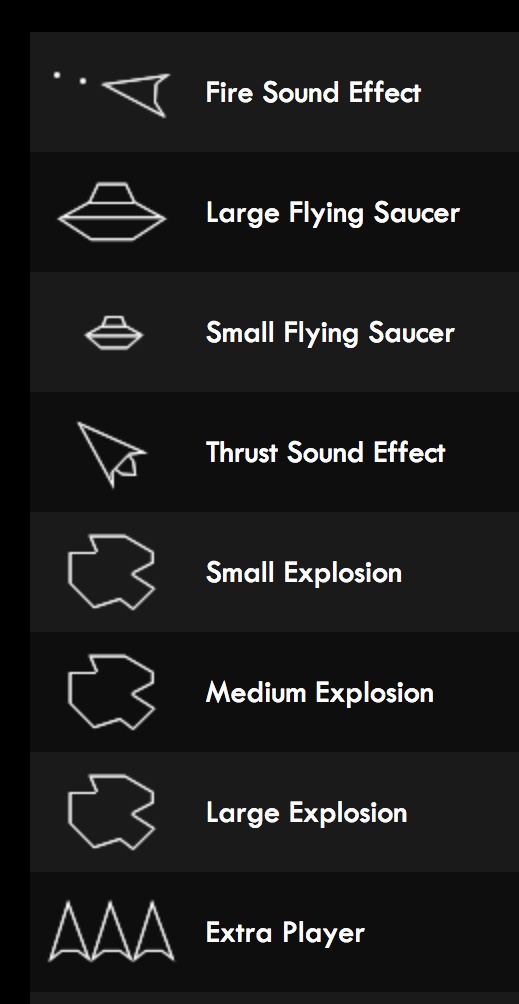 Fire Sound Effect
Large Flying Saucer
Small Flying Saucer
Thrust Sound Effect
Small Explosion
Medium Explosion
Large Explosion
Extra Player